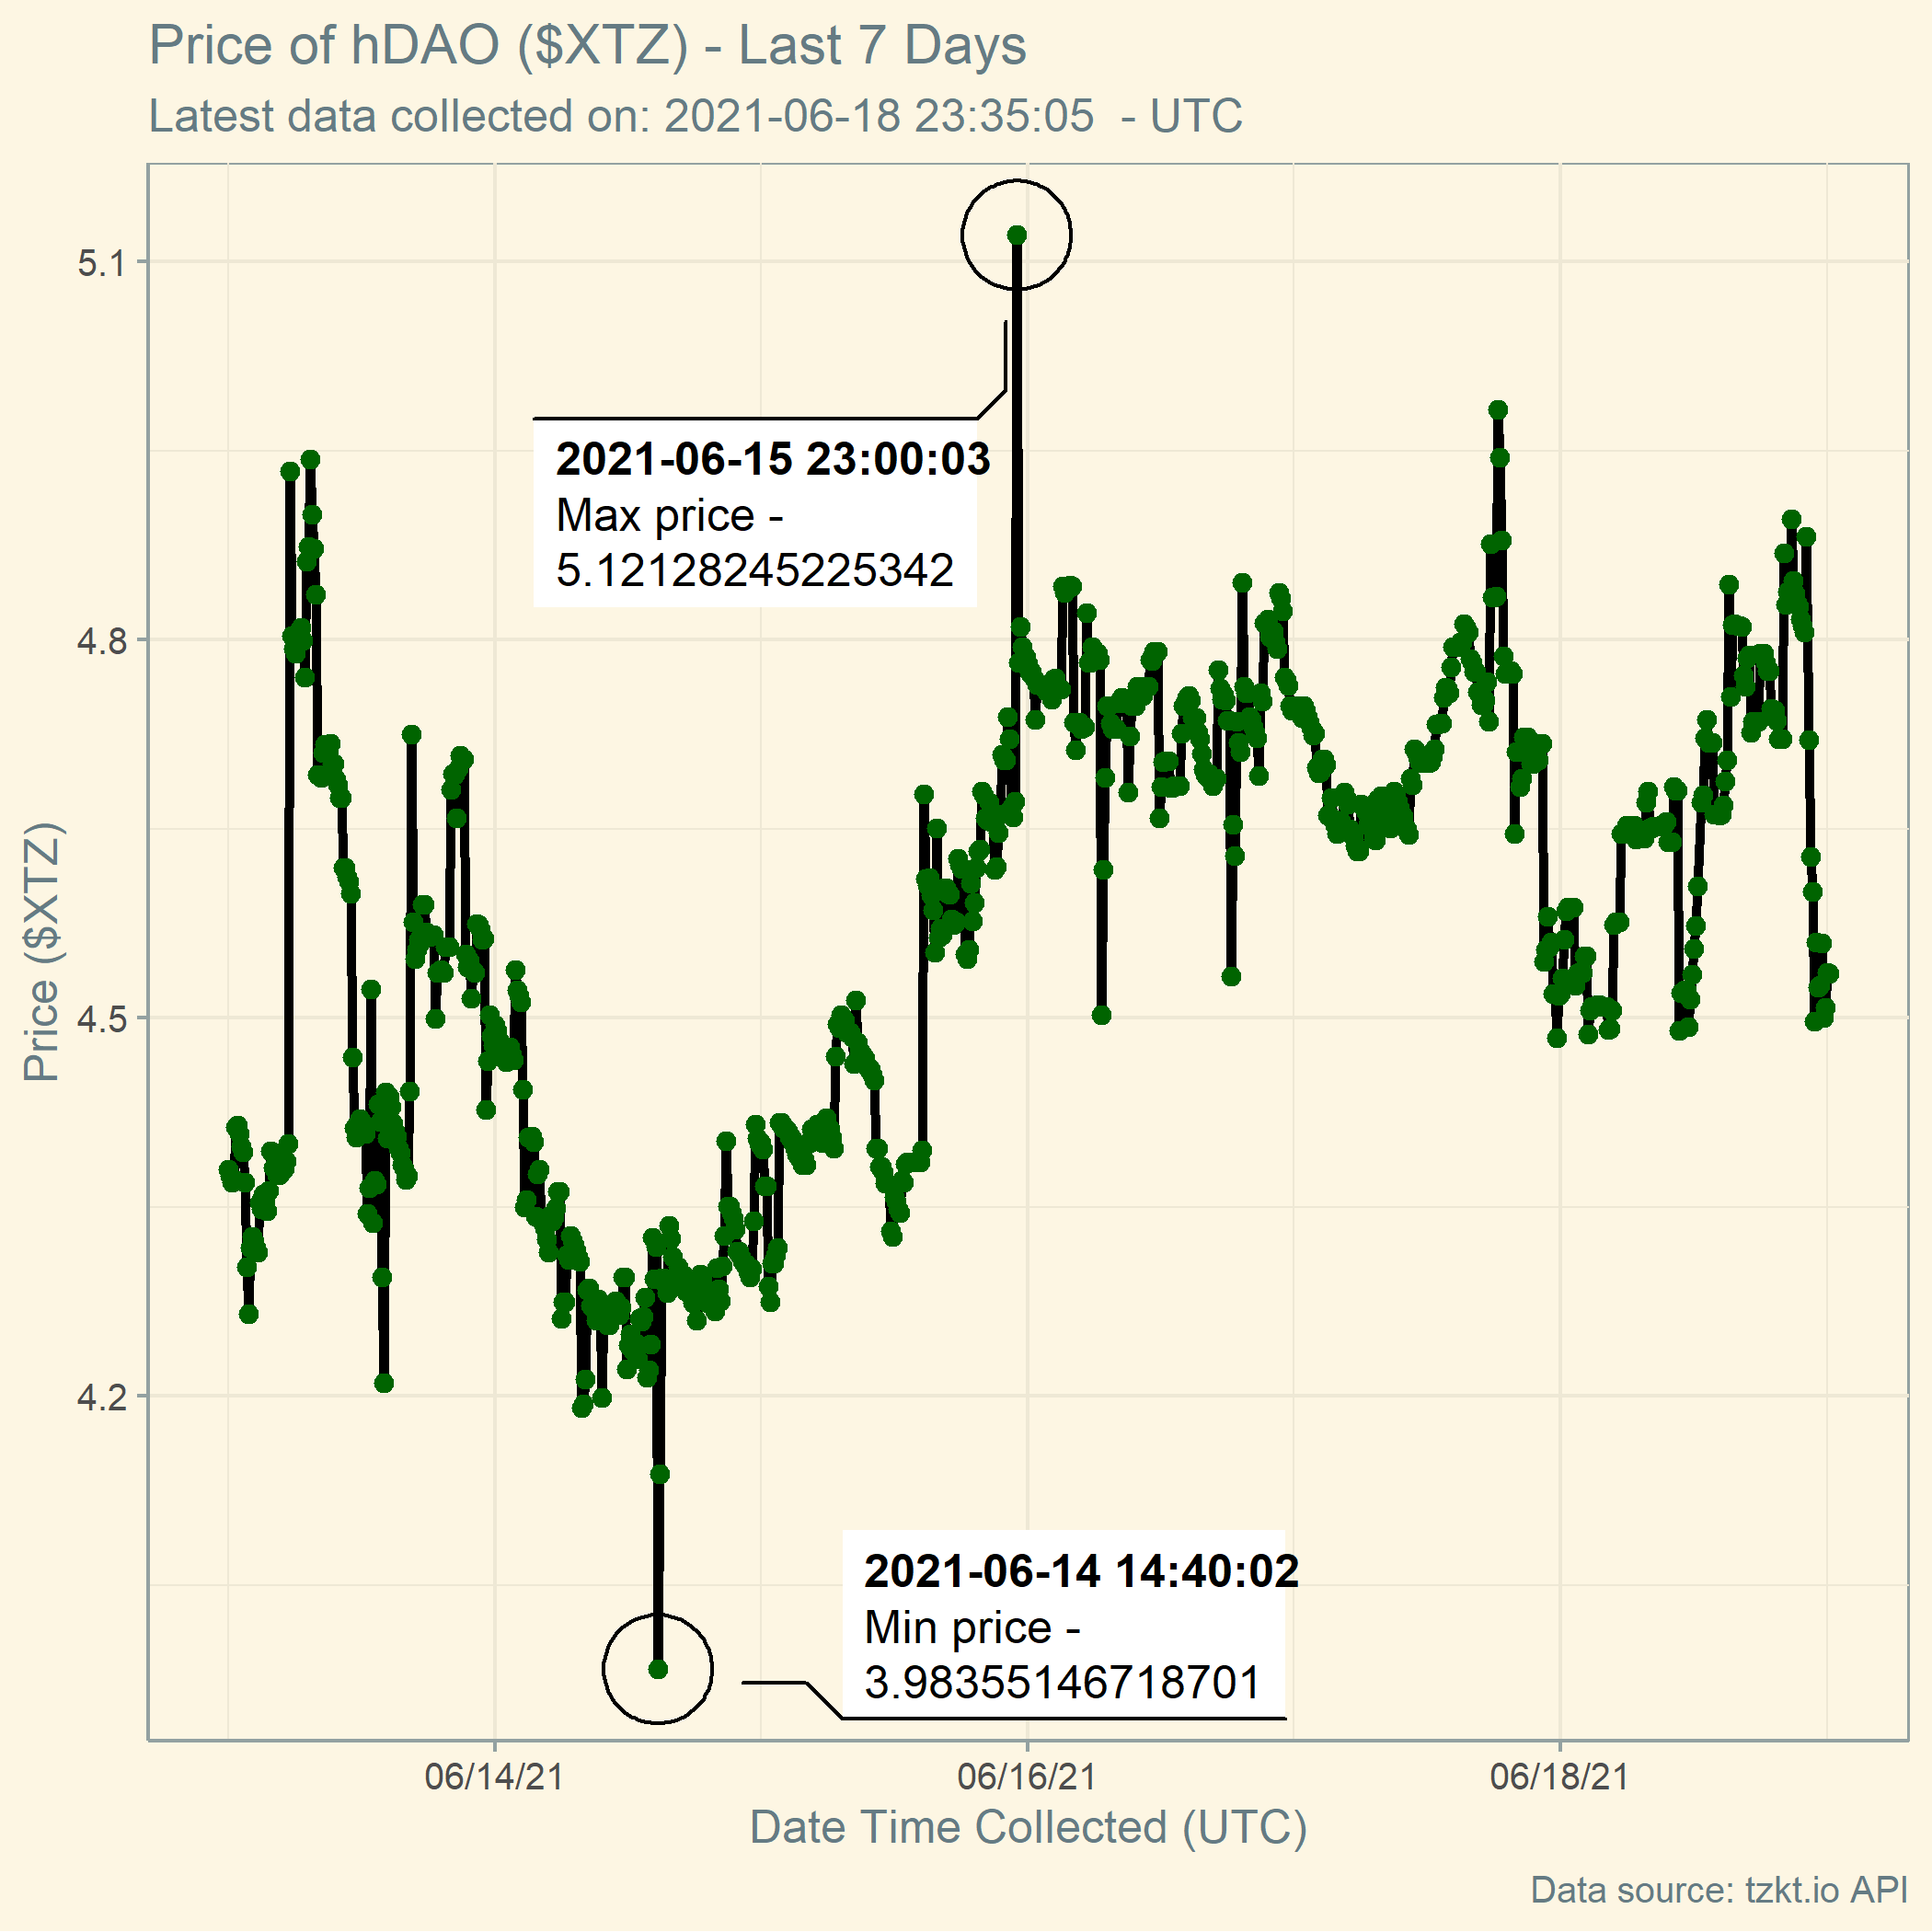 Price of hDAO ($XTZ) - Last 7 Days
Latest data collected on: 2021-06-18 23:35:05  - UTC
5.1
4.8
4.5
4.2
Price ($XTZ)
2021-06-15 23:00:03
Max price -
5.12128245225342
2021-06-14 14:40:02
Min price -
3.98355146718701
06/14/21
06/16/21
06/18/21
Date Time Collected (UTC)
Data source: tzkt.io API